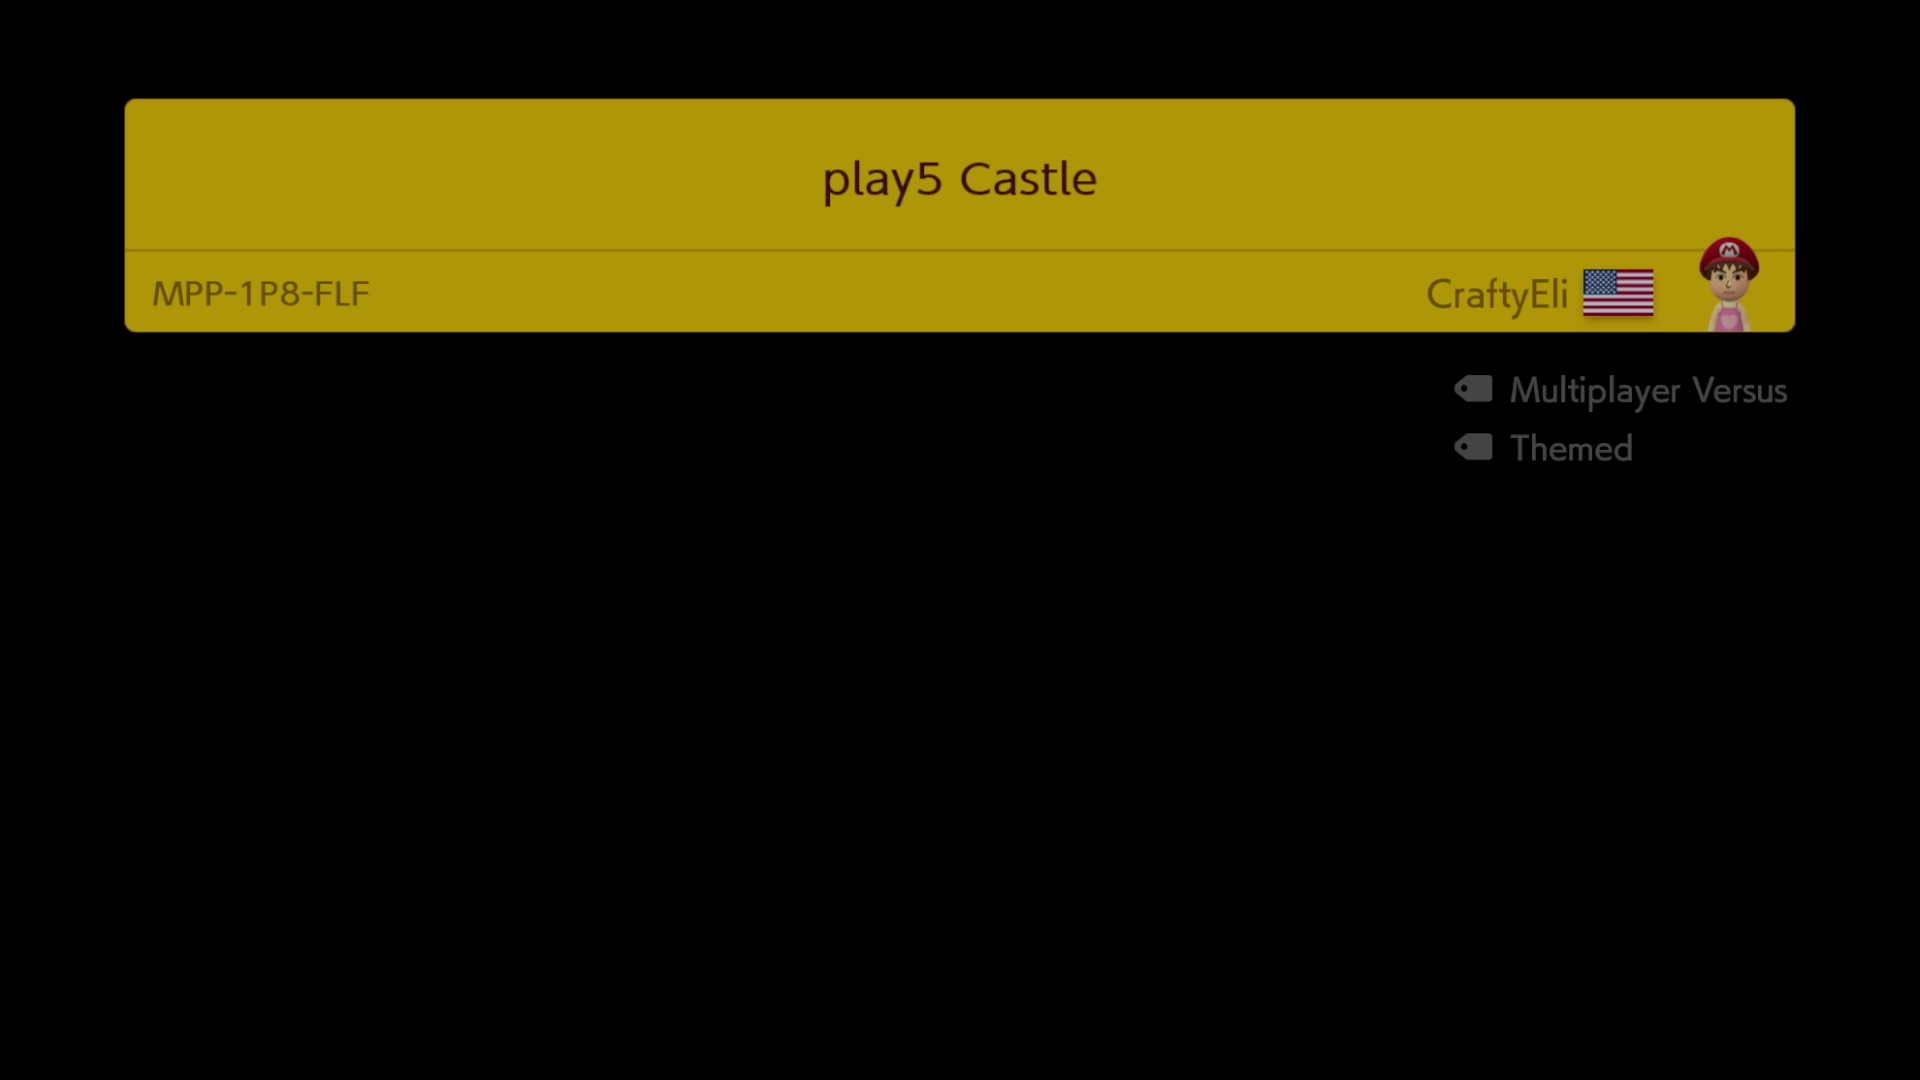 play5 Castle
MPP-1P8-FLF
CraftyEli
M
Multiplayer Versus
Themed